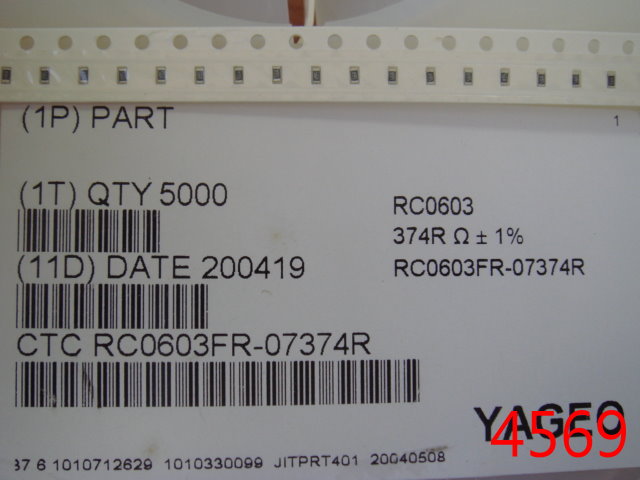 (1P) PART
1
(1T) QTY 5000
RC0603
374R Ω ± 1%
(11D) DATE 200419
RC0603FR-07374R
CTC RC0603FR-07374R
YAGEO
4569
37 6 1010712629 1010330099 JITPRT401 20040508